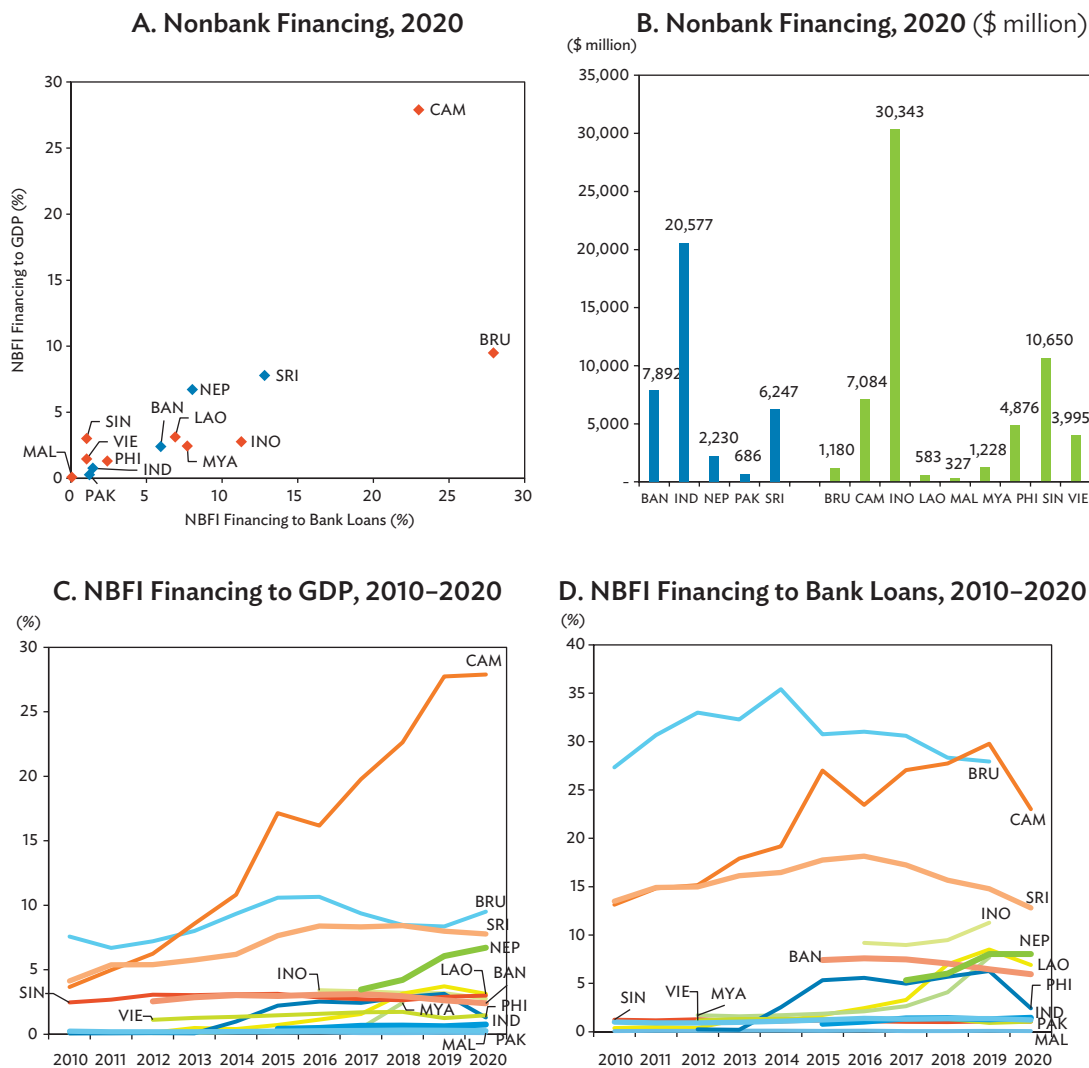 A. Nonbank Financing, 2020
NBFI Financing to GDP (%)
30
25
20
15
10
5
0
0 5 10 15 20 25 30
NBFI Financing to Bank Loans (%)
CAM
BRU
SRI
NEP
BAN
LAO
SIN
INO
VIE
MYA
MAL
PHI
IND
PAK
B. Nonbank Financing, 2020 ($ million)
($ million)
35,000
30,000
25,000
20,000
15,000
10,000
5,000
-
7,892
20,577
2,230
686
6,247
1,180
7,084
30,343
583
327
1,228
4,876
10,650
3,995
BAN IND NEP PAK SRI BRU CAM INO LAO MAL MYA PHI SIN VIE
C. NBFI Financing to GDP, 2010–2020
(%)
30
25
20
15
10
5
0
CAM
BRU
SRI
NEP
INO
LAO
BAN
SIN
PHI
MYA
VIE
IND
MAL
PAK
2010 2011 2012 2013 2014 2015 2016 2017 2018 2019 2020
D. NBFI Financing to Bank Loans, 2010–2020
(%)
40
35
30
25
20
15
10
5
0
BRU
CAM
SRI
INO
NEP
BAN
LAO
PHI
SIN
VIE
MYA
IND
PAK
MAL
2010 2011 2012 2013 2014 2015 2016 2017 2018 2019 2020